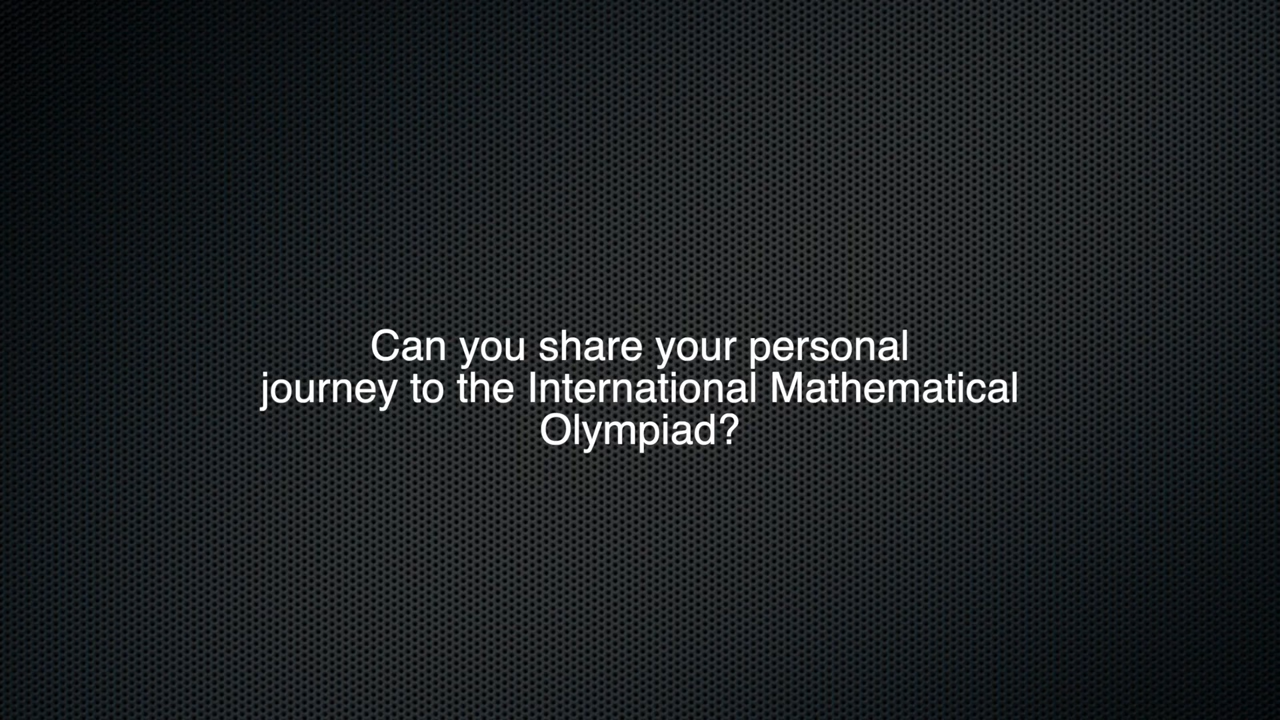 Can you share your personal
journey to the International Mathematical
Olympiad?